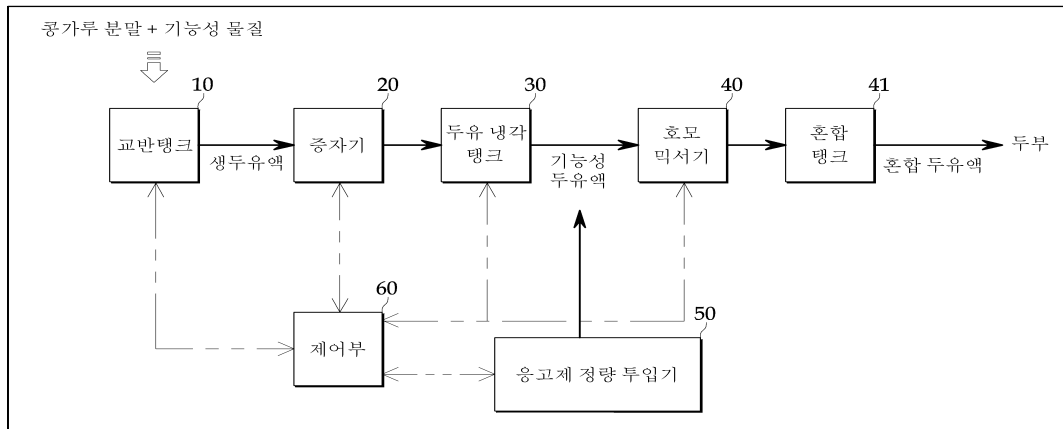 콩가루 분말 + 기능성 물질
10
20
30
40
41
교반탱크
생두유액
증자기
두유 냉각
탱크
기능성
두유액
호모
믹서기
혼합
탱크
혼합 두유액
두부
60
제어부
50
응고제 정량 투입기